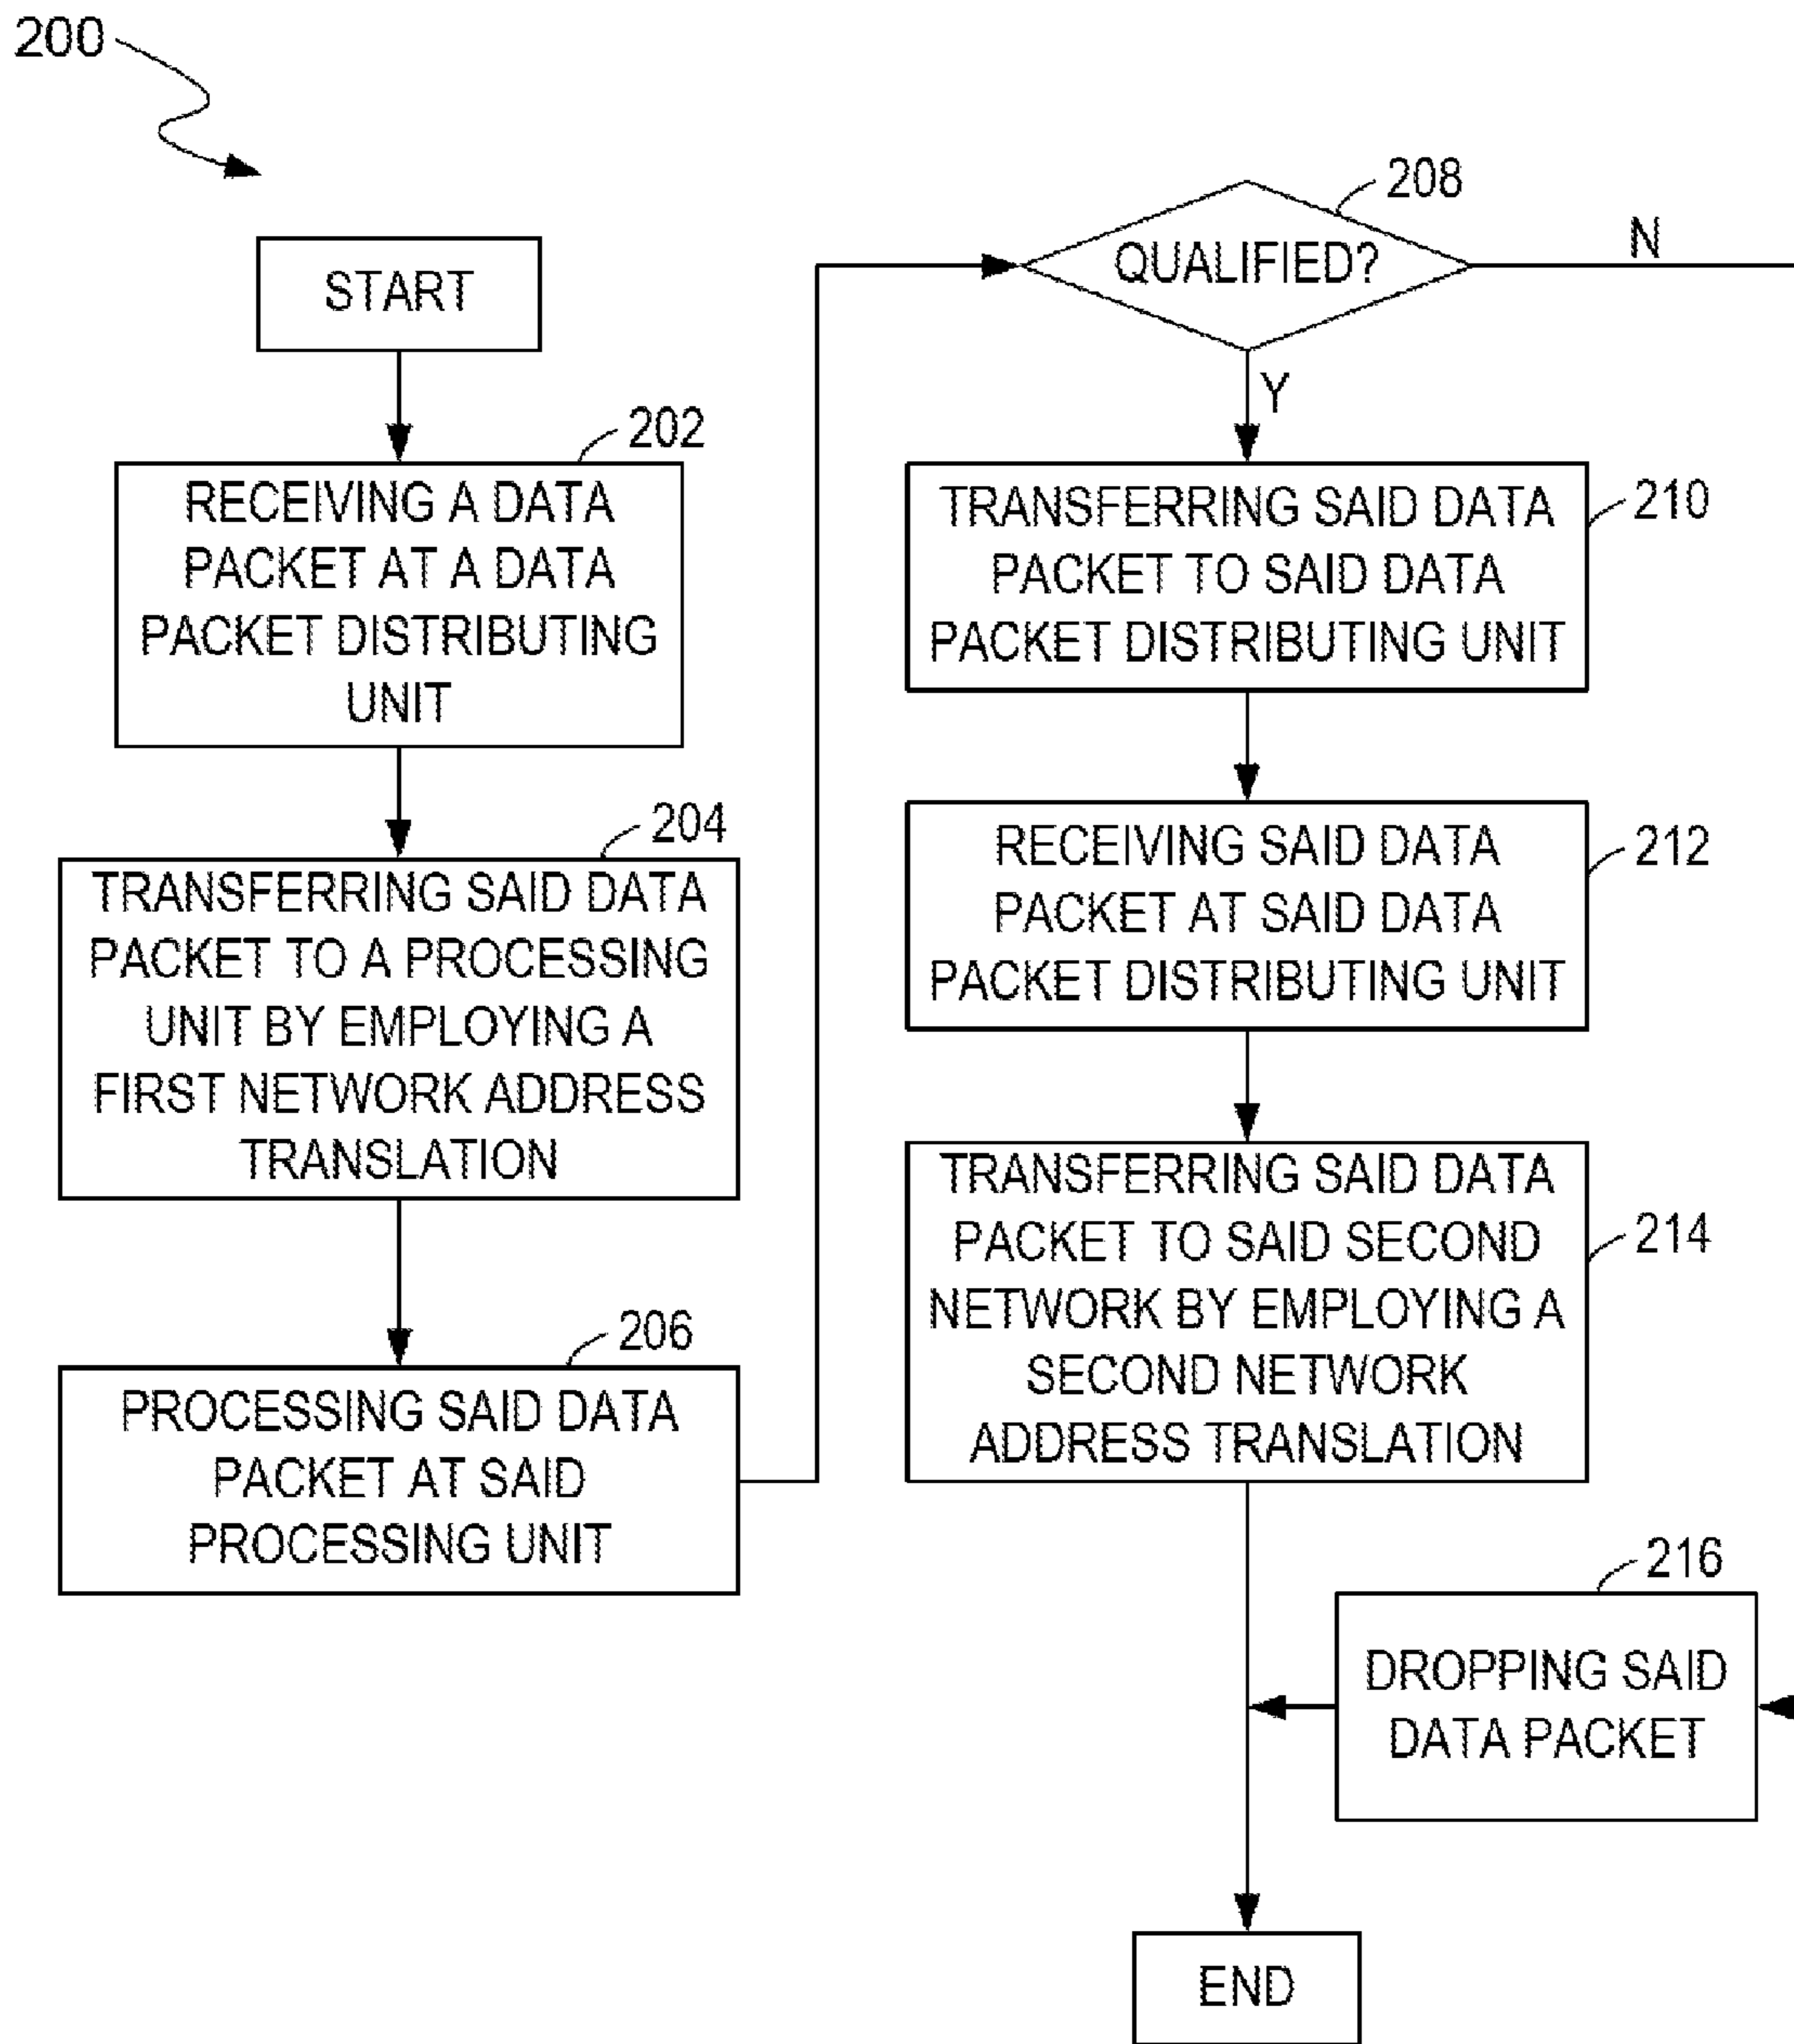 200
START
202
RECEIVING A DATA
PACKET AT A DATA
PACKET DISTRIBUTING
UNIT
204
TRANSFERRING SAID DATA
PACKET TO A PROCESSING
UNIT BY EMPLOYING A
FIRST NETWORK ADDRESS
TRANSLATION
206
PROCESSING SAID DATA
PACKET AT SAID
PROCESSING UNIT
208
QUALIFIED?
N
Y
210
TRANSFERRING SAID DATA
PACKET TO SAID DATA
PACKET DISTRIBUTING UNIT
212
RECEIVING SAID DATA
PACKET AT SAID DATA
PACKET DISTRIBUTING UNIT
214
TRANSFERRING SAID DATA
PACKET TO SAID SECOND
NETWORK BY EMPLOYING A
SECOND NETWORK
ADDRESS TRANSLATION
216
DROPPING SAID
DATA PACKET
END